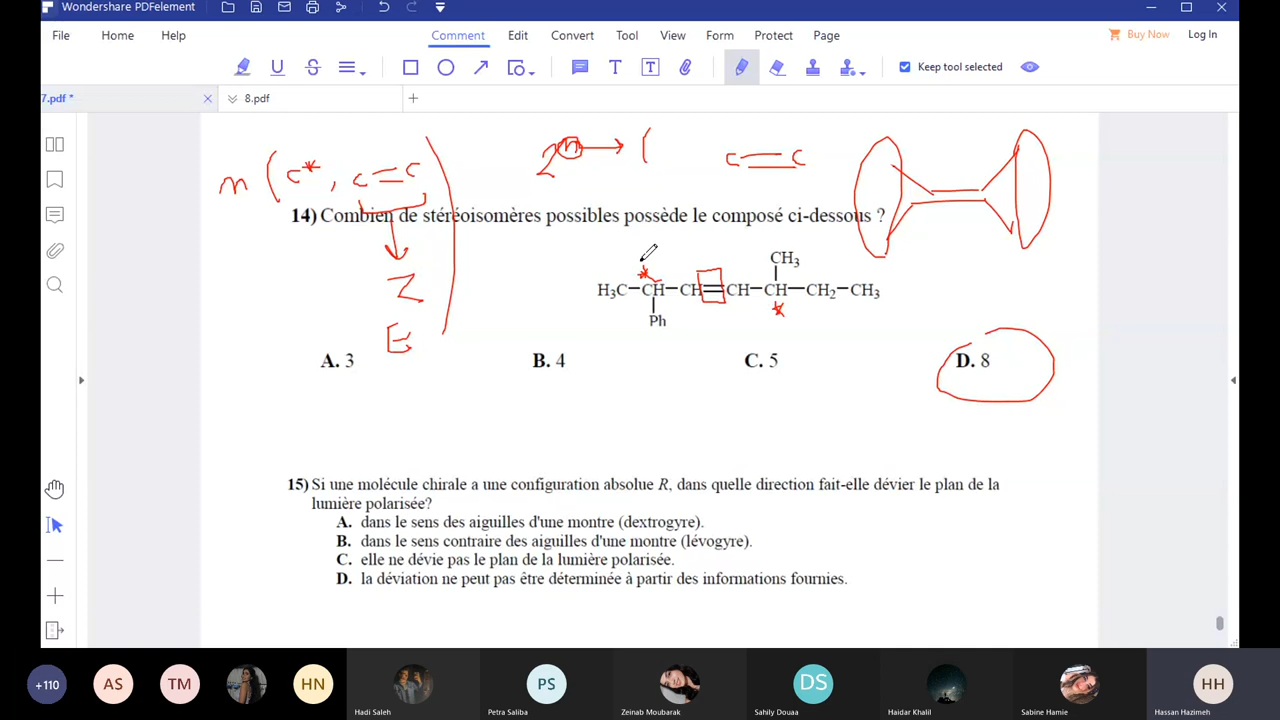 Wondershare PDFelement
File Home Help Comment Edit Convert Tool View Form Protect Page Buy Now Log In
Keep tool selected
7.pdf * 8.pdf
n ( C*, C=C )
2^n → (
C=C
Z
E
14) Combien de stéréoisomères possibles possède le composé ci-dessous ?
CH3
H3C–CH–CH=CH–CH–CH2–CH3
Ph
A. 3 B. 4 C. 5 D. 8
15) Si une molécule chirale a une configuration absolue R, dans quelle direction fait-elle dévier le plan de la
lumière polarisée?
A. dans le sens des aiguilles d'une montre (dextrogyre).
B. dans le sens contraire des aiguilles d'une montre (lévogyre).
C. elle ne dévie pas le plan de la lumière polarisée.
D. la déviation ne peut pas être déterminée à partir des informations fournies.
+110 AS TM HN PS DS HH
Hadi Saleh Petra Saliba Zeinab Moubarak Sahily Douaa Haidar Khalil Sabine Hamie Hassan Hazimeh